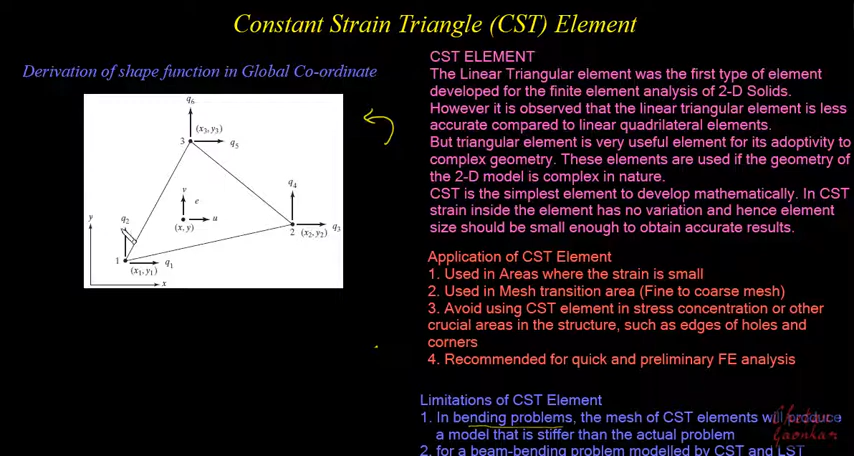 Constant Strain Triangle (CST) Element
Derivation of shape function in Global Co-ordinate
q6
(x3, y3)
3
q5
v
e
u
(x, y)
q4
2
(x2, y2)
q3
y
q2
1
q1
(x1, y1)
x
CST ELEMENT
The Linear Triangular element was the first type of element
developed for the finite element analysis of 2-D Solids.
However it is observed that the linear triangular element is less
accurate compared to linear quadrilateral elements.
But triangular element is very useful element for its adoptivity to
complex geometry. These elements are used if the geometry of
the 2-D model is complex in nature.
CST is the simplest element to develop mathematically. In CST
strain inside the element has no variation and hence element
size should be small enough to obtain accurate results.
Application of CST Element
1. Used in Areas where the strain is small
2. Used in Mesh transition area (Fine to coarse mesh)
3. Avoid using CST element in stress concentration or other
crucial areas in the structure, such as edges of holes and
corners
4. Recommended for quick and preliminary FE analysis
Limitations of CST Element
1. In bending problems, the mesh of CST elements will produce
a model that is stiffer than the actual problem
2. for a beam-bending problem modelled by CST and LST